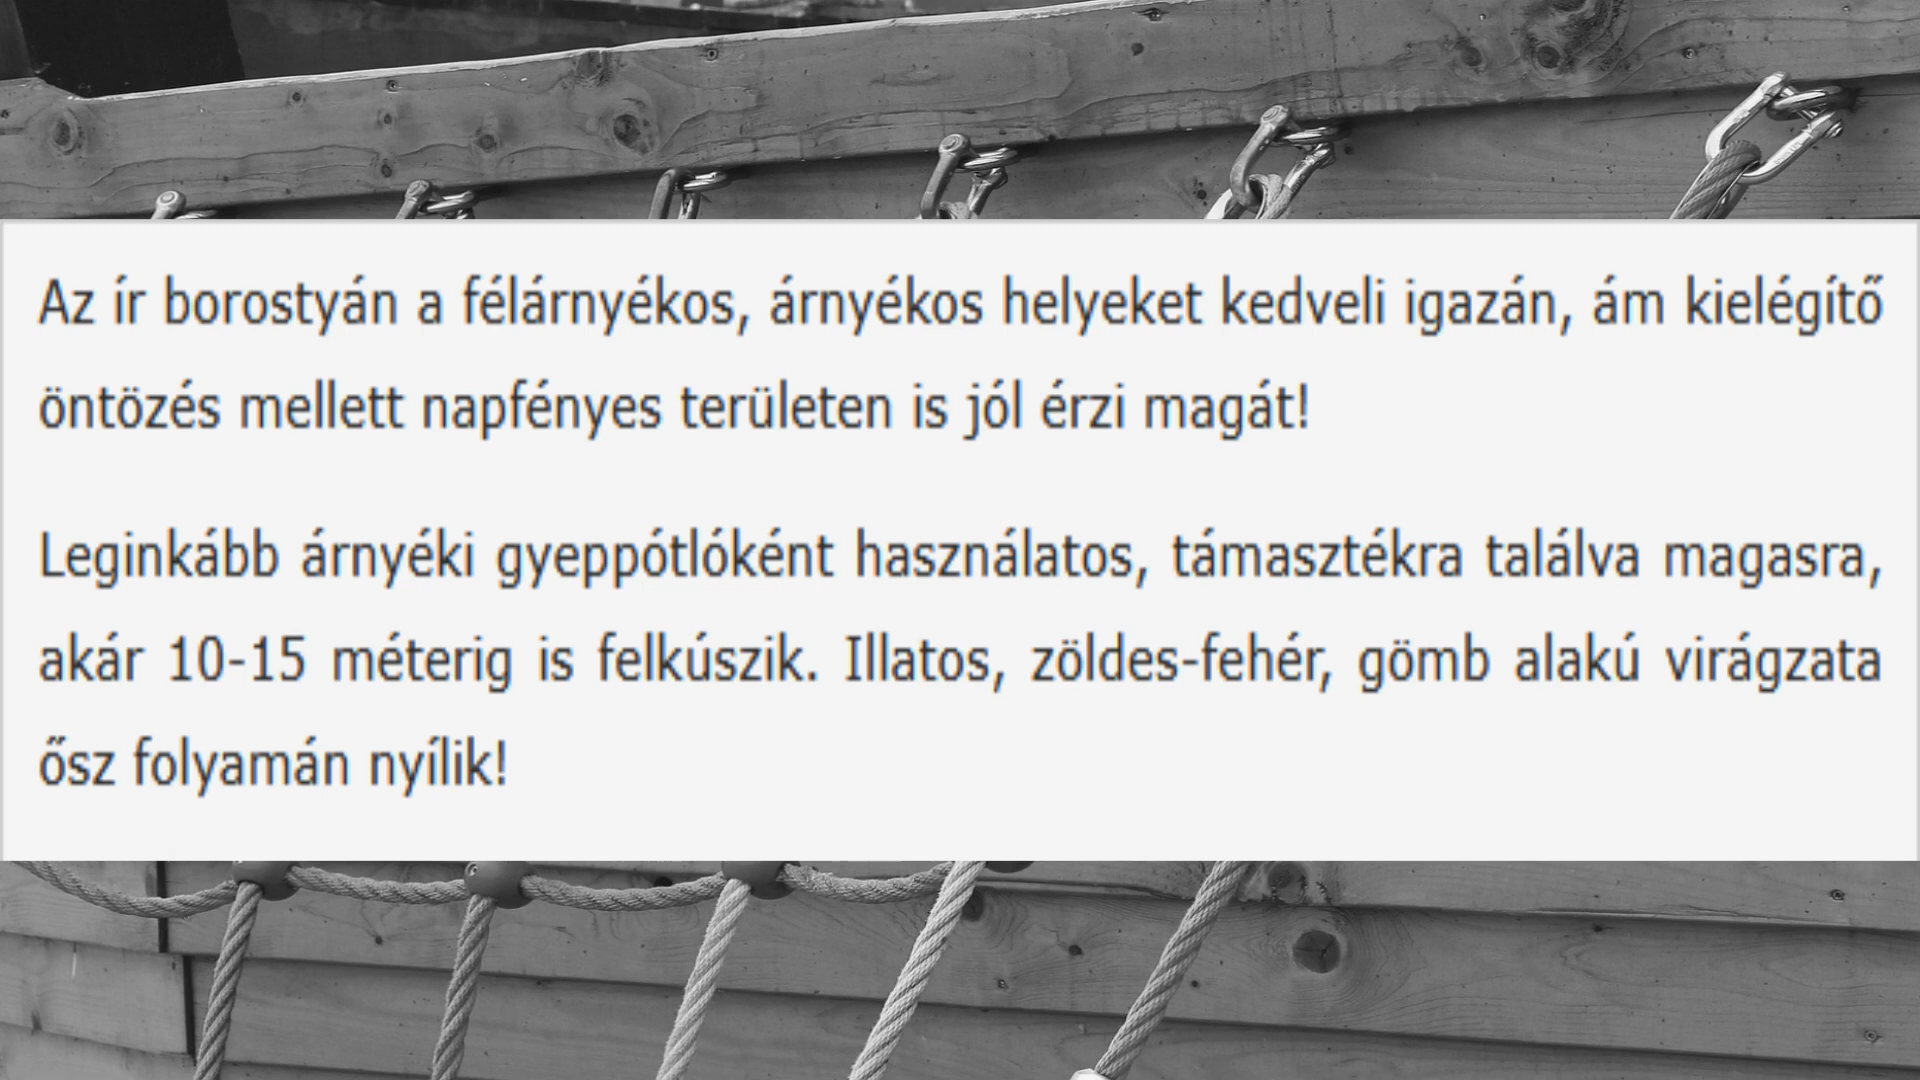 Az ír borostyán a félárnyékos, árnyékos helyeket kedveli igazán, ám kielégítő
öntözés mellett napfényes területen is jól érzi magát!
Leginkább árnyéki gyeppótlóként használatos, támasztékra találva magasra,
akár 10-15 méterig is felkúszik. Illatos, zöldes-fehér, gömb alakú virágzata
ősz folyamán nyílik!